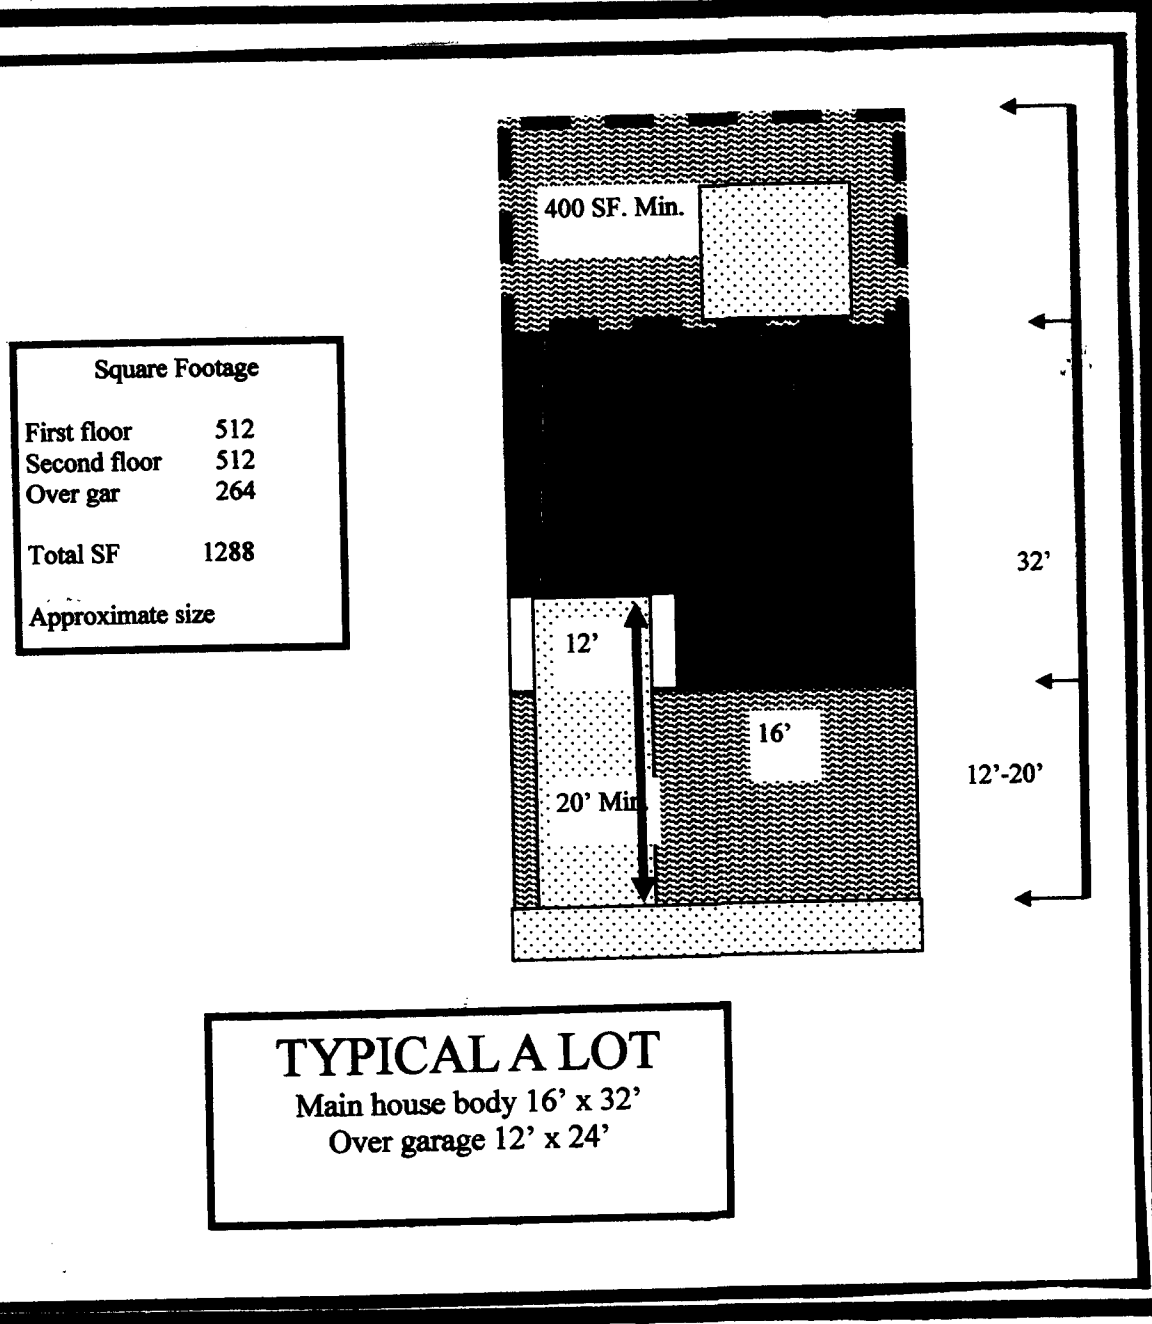 400 SF. Min.
Square Footage
First floor 512
Second floor 512
Over gar 264
Total SF 1288
Approximate size
32’
12’
16’
12’-20’
20’ Min.
TYPICAL A LOT
Main house body 16’ x 32’
Over garage 12’ x 24’